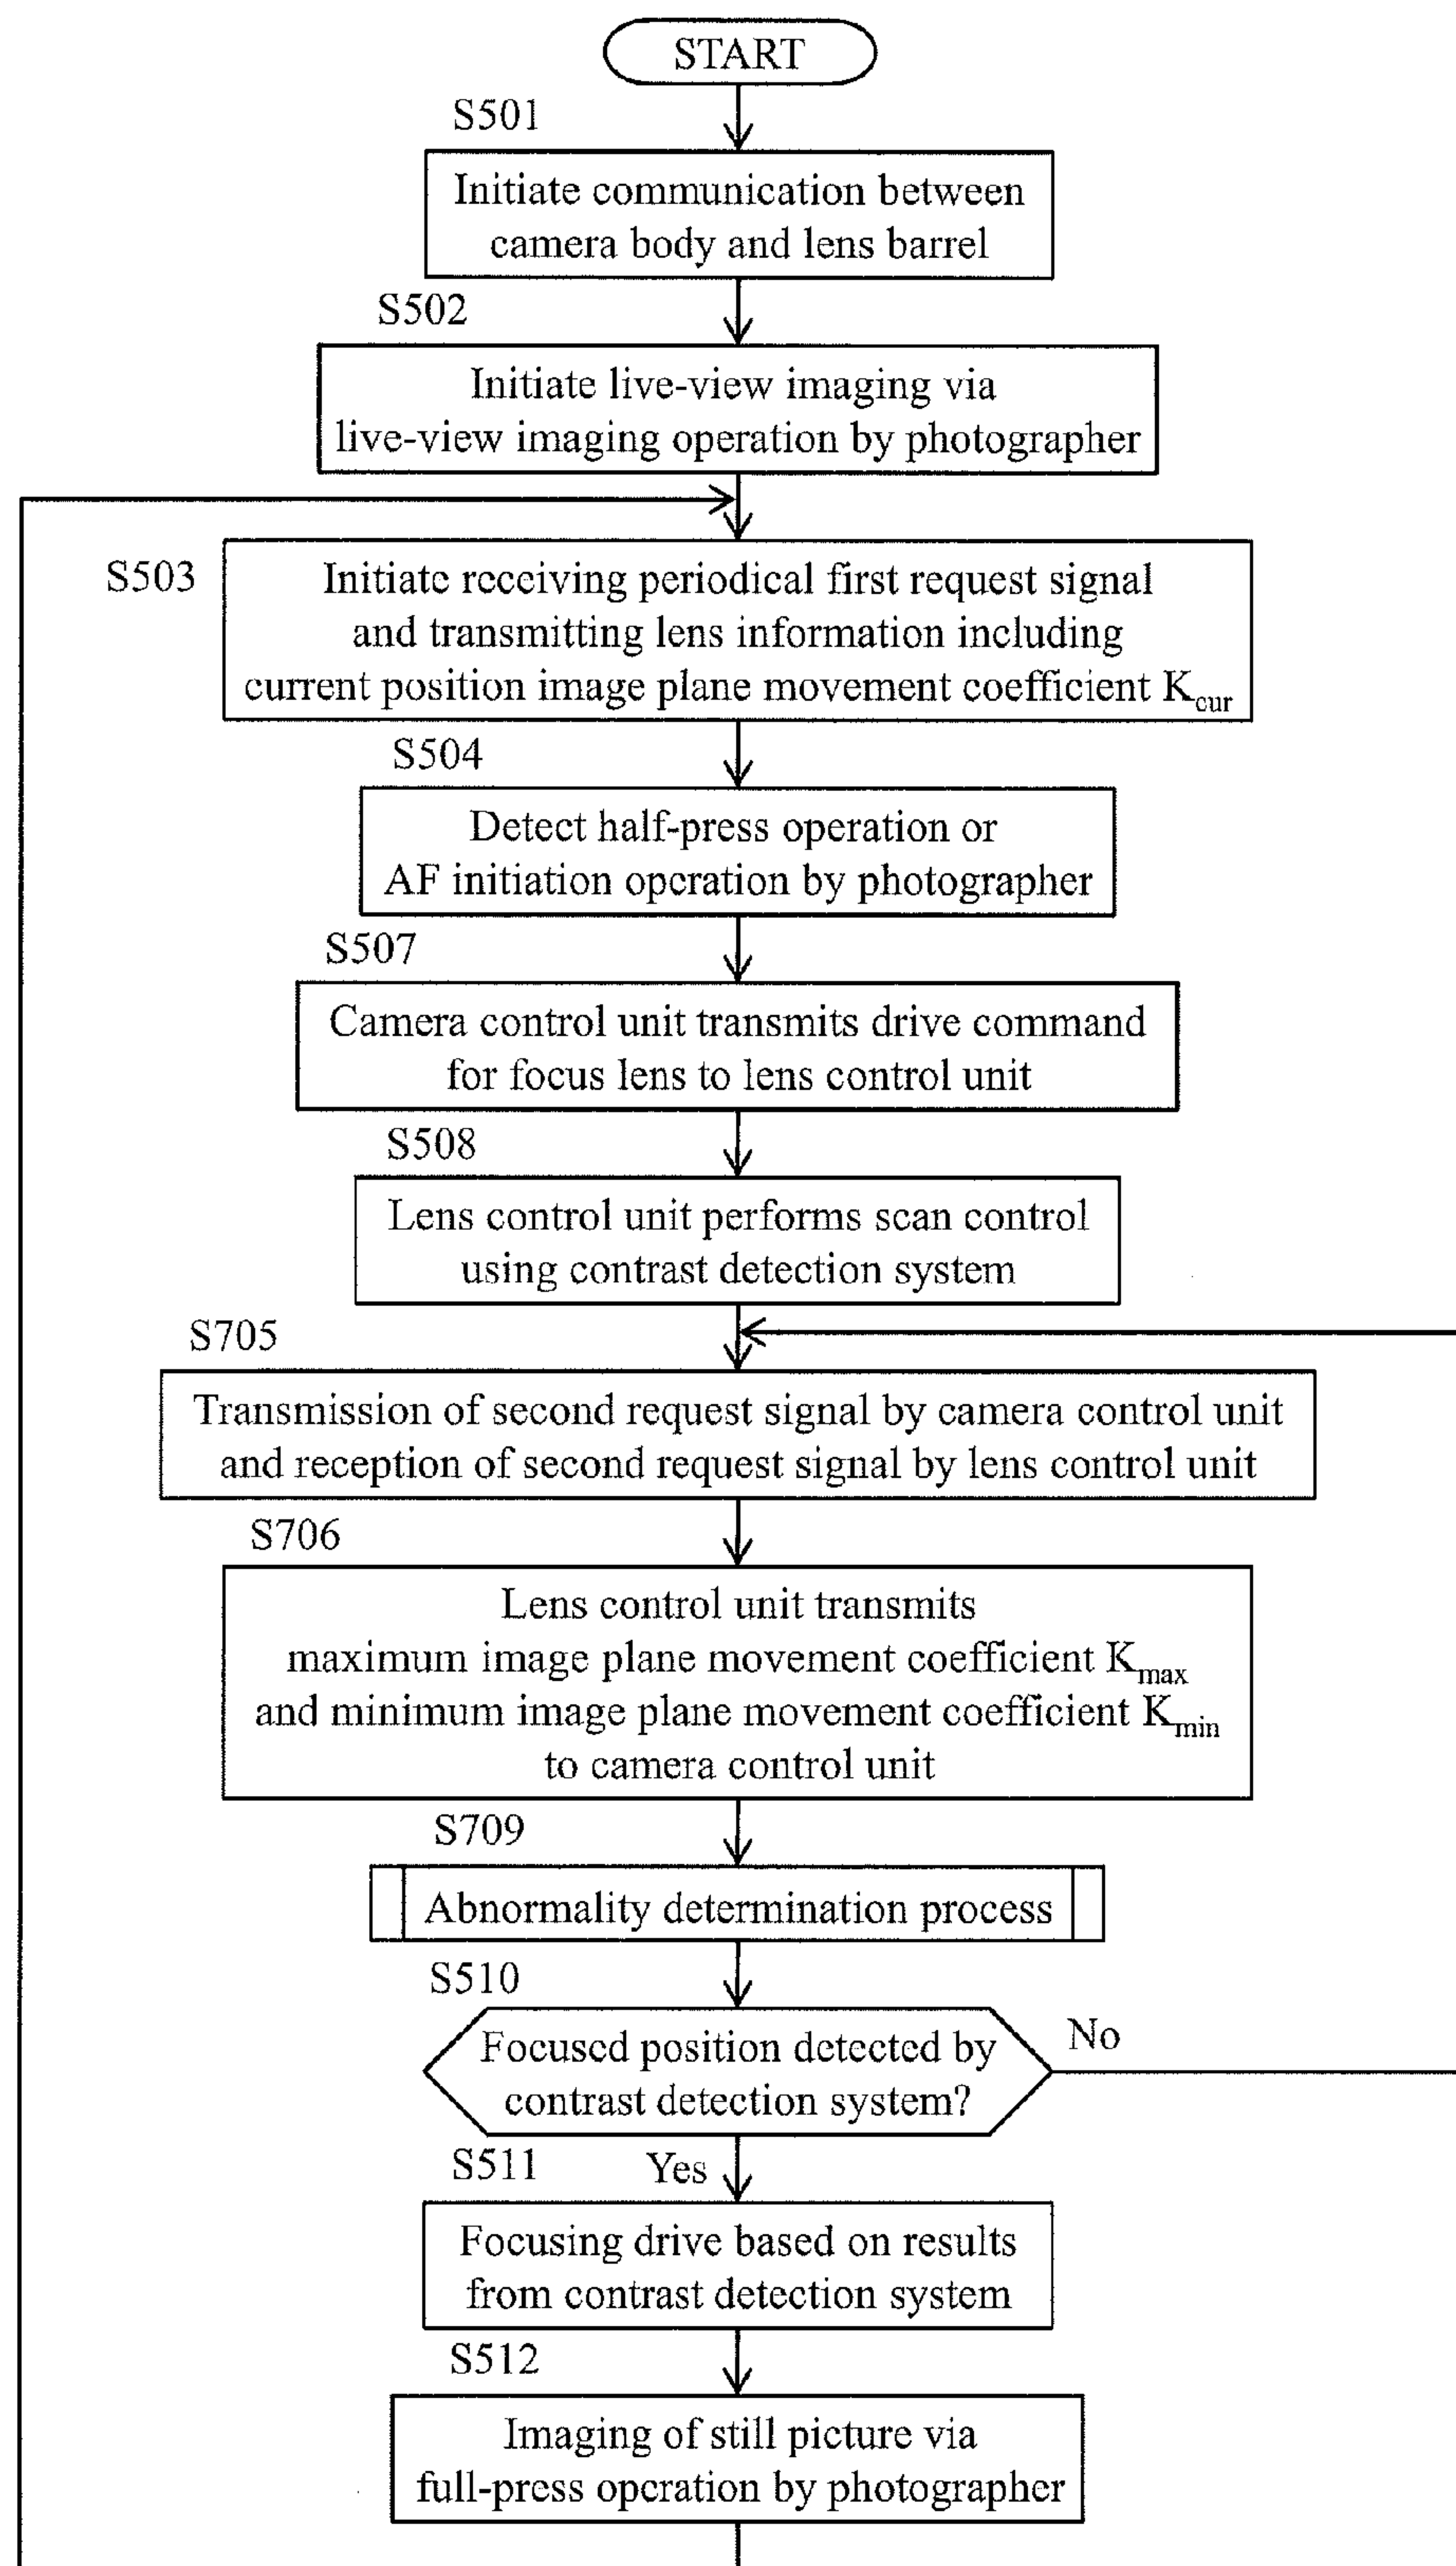 START
S501
Initiate communication between
camera body and lens barrel
S502
Initiate live-view imaging via
live-view imaging operation by photographer
S503
Initiate receiving periodical first request signal
and transmitting lens information including
current position image plane movement coefficient Kcur
S504
Detect half-press operation or
AF initiation operation by photographer
S507
Camera control unit transmits drive command
for focus lens to lens control unit
S508
Lens control unit performs scan control
using contrast detection system
S705
Transmission of second request signal by camera control unit
and reception of second request signal by lens control unit
S706
Lens control unit transmits
maximum image plane movement coefficient Kmax
and minimum image plane movement coefficient Kmin
to camera control unit
S709
Abnormality determination process
S510
Focused position detected by
contrast detection system?
No
S511
Yes
Focusing drive based on results
from contrast detection system
S512
Imaging of still picture via
full-press operation by photographer